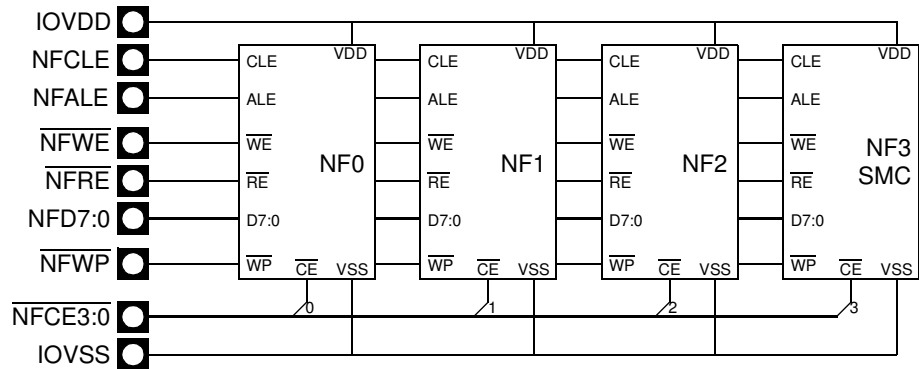 IOVDD
NFCLE
NFALE
NFWE
NFRE
NFD7:0
NFWP
NFCE3:0
IOVSS
VDD
CLE
ALE
WE
RE
D7:0
WP
CE
VSS
NF0
0
VDD
CLE
ALE
WE
RE
D7:0
WP
CE
VSS
NF1
1
VDD
CLE
ALE
WE
RE
D7:0
WP
CE
VSS
NF2
2
VDD
CLE
ALE
WE
RE
D7:0
WP
CE
VSS
NF3
SMC
3